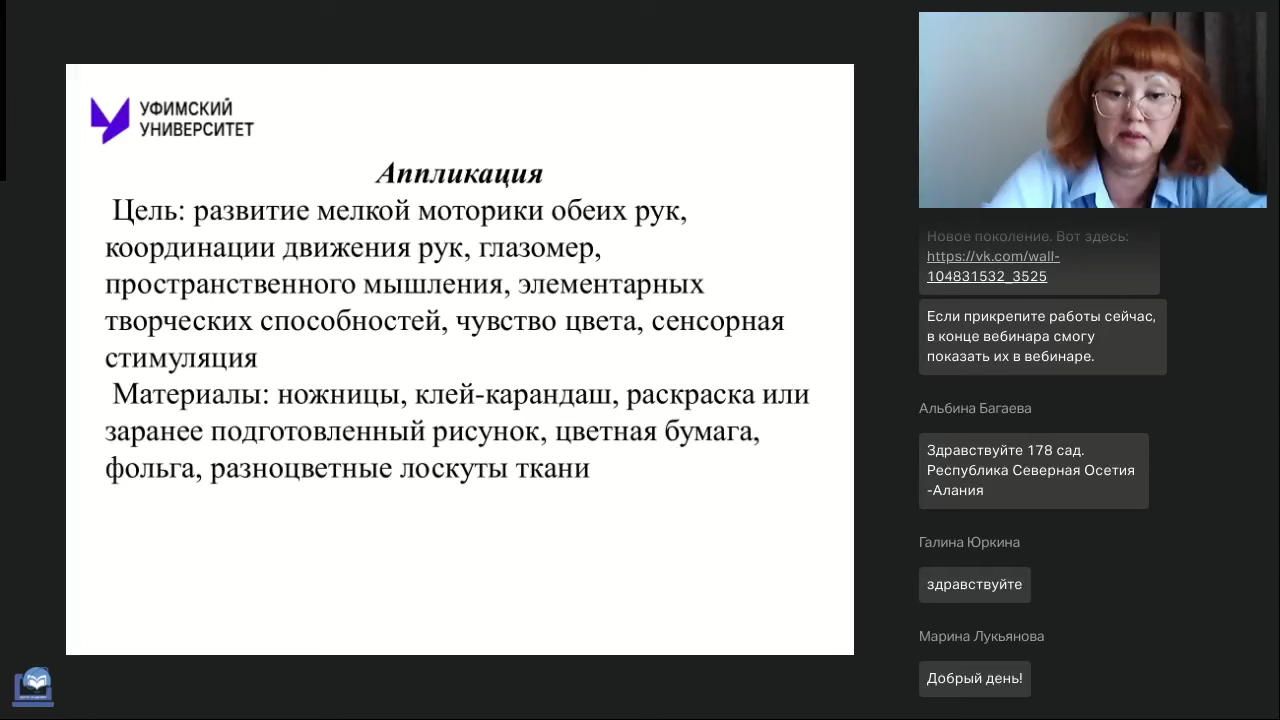 УФИМСКИЙ
УНИВЕРСИТЕТ
Аппликация
Цель: развитие мелкой моторики обеих рук,
координации движения рук, глазомер,
пространственного мышления, элементарных
творческих способностей, чувство цвета, сенсорная
стимуляция
Материалы: ножницы, клей-карандаш, раскраска или
заранее подготовленный рисунок, цветная бумага,
фольга, разноцветные лоскуты ткани
Новое поколение. Вот здесь:
https://vk.com/wall-
104831532_3525
Если прикрепите работы сейчас,
в конце вебинара смогу
показать их в вебинаре.
Альбина Багаева
Здравствуйте 178 сад.
Республика Северная Осетия
-Алания
Галина Юркина
здравствуйте
Марина Лукьянова
Добрый день!